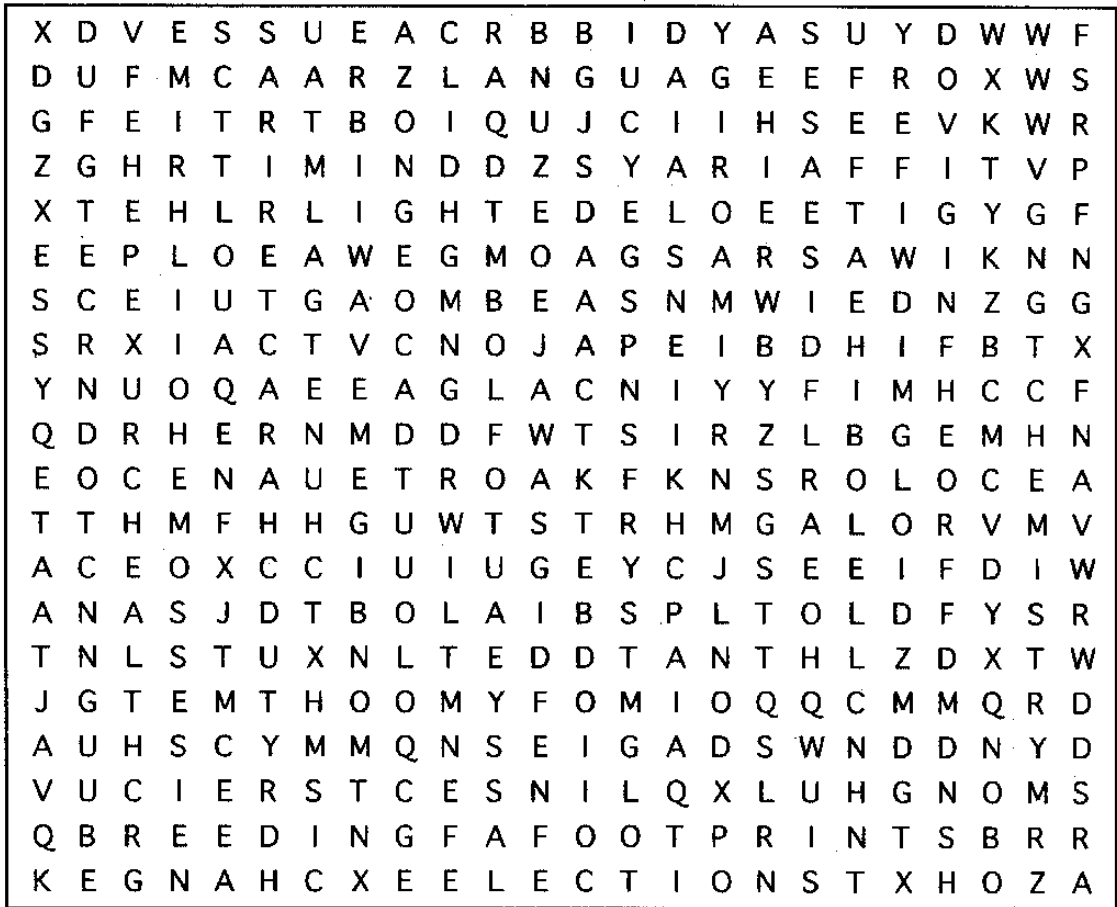 X D V E S S U E A C R B B I D Y A S U Y D W W F
D U F M C A A R Z L A N G U A G E E F R O X W S
G F E I T R T B O I Q U J C I I H S E E V K W R
Z G H R T I M I N D D Z S Y A R I A F F I T V P
X T E H L R L I G H T E D E L O E E T I G Y G F
E E P L O E A W E G M O A G S A R S A W I K N N
S C E I U T G A O M B E A S N M W I E D N Z G G
S R X I A C T V C N O J A P E I B D H I F B T X
Y N U O Q A E E A G L A C N I Y Y F I M H C C F
Q D R H E R N M D D F W T S I R Z L B G E M H N
E O C E N A U E T R O A K F K N S R O L O C E A
T T H M F H H G U W T S T R H M G A L O R V M V
A C E O X C C I U I U G E Y C J S E E I F D I W
A N A S J D T B O L A I B S P L T O L D F Y S R
T N L S T U X N L T E D D T A N T H L Z D X T W
J G T E M T H O O M Y F O M I O Q Q C M M Q R D
A U H S C Y M M Q N S E I G A D S W N D D N Y D
V U C I E R S T C E S N I L Q X L U H G N O M S
Q B R E E D I N G F A F O O T P R I N T S B R R
K E G N A H C X E E L E C T I O N S T X H O Z A